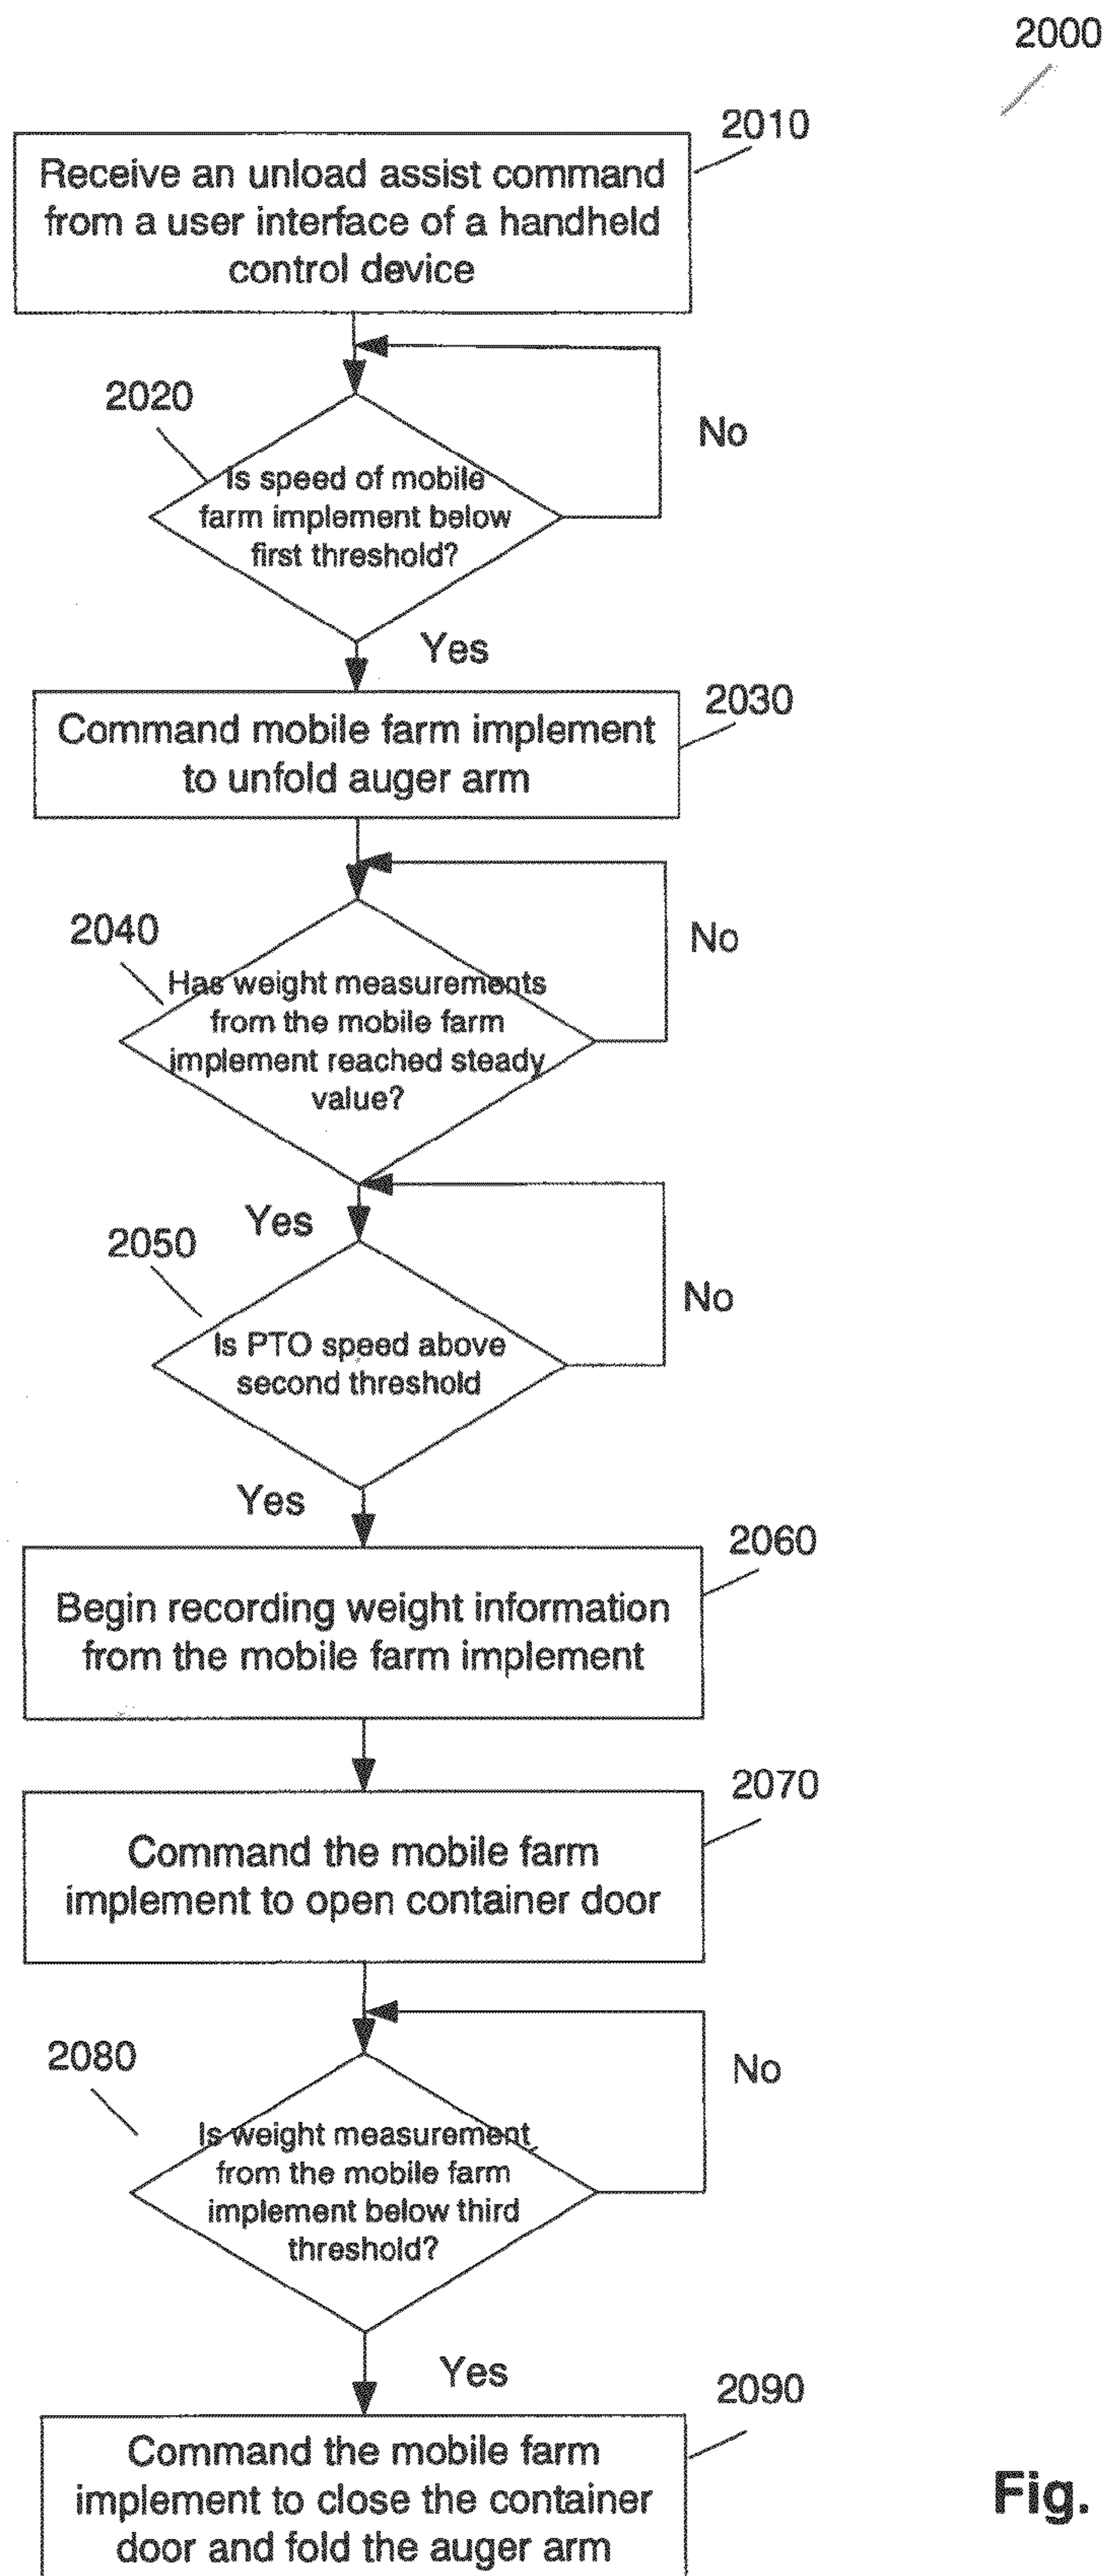 2000
2010
Receive an unload assist command
from a user interface of a handheld
control device
2020
No
Is speed of mobile
farm implement below
first threshold?
Yes
2030
Command mobile farm implement
to unfold auger arm
2040
No
Has weight measurements
from the mobile farm
implement reached steady
value?
Yes
2050
No
Is PTO speed above
second threshold
Yes
2060
Begin recording weight information
from the mobile farm implement
2070
Command the mobile farm
implement to open container door
2080
No
Is weight measurement
from the mobile farm
implement below third
threshold?
Yes
2090
Command the mobile farm
implement to close the container
door and fold the auger arm
Fig.